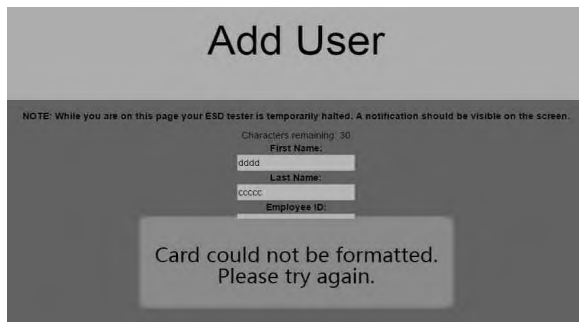 Add User
NOTE: While you are on this page your ESD tester is temporarily halted. A notification should be visible on the screen.
Characters remaining: 30
First Name:
dddd
Last Name:
ccccc
Employee ID:
Card could not be formatted.
Please try again.